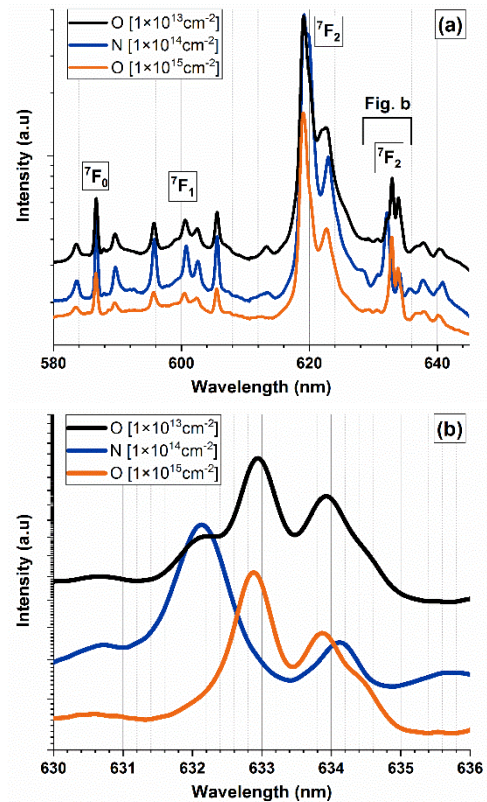 (a)
O [1×10¹³cm⁻²]
N [1×10¹⁴cm⁻²]
O [1×10¹⁵cm⁻²]
⁷F₂
Fig. b
⁷F₂
⁷F₀
⁷F₁
Intensity (a.u)
580 600 620 640
Wavelength (nm)
(b)
O [1×10¹³cm⁻²]
N [1×10¹⁴cm⁻²]
O [1×10¹⁵cm⁻²]
Intensity (a.u)
630 631 632 633 634 635 636
Wavelength (nm)